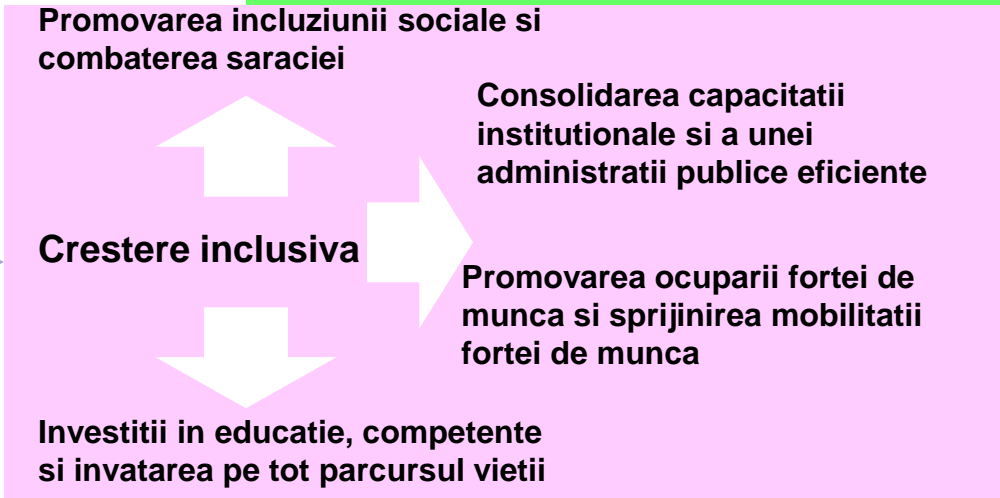 Promovarea incluziunii sociale si
combaterea saraciei
Consolidarea capacitatii
institutionale si a unei
administratii publice eficiente
Crestere inclusiva
Promovarea ocuparii fortei de
munca si sprijinirea mobilitatii
fortei de munca
Investitii in educatie, competente
si invatarea pe tot parcursul vietii